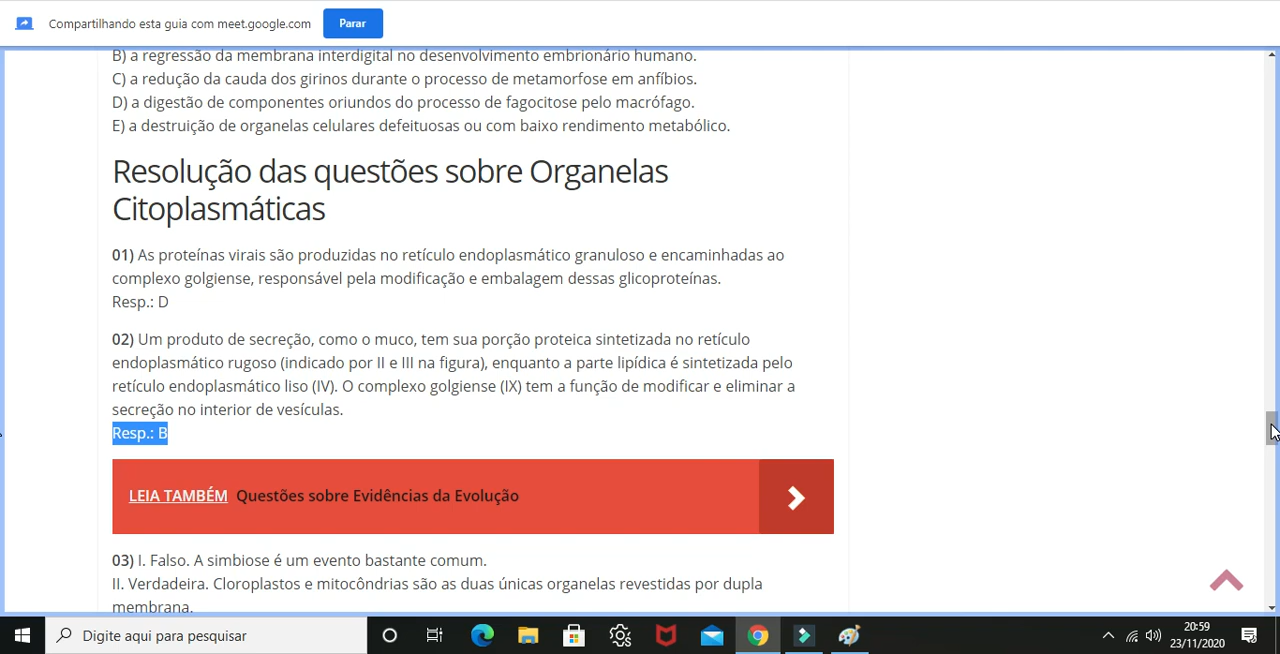 Compartilhando esta guia com meet.google.com
Parar
B) a regressão da membrana interdigital no desenvolvimento embrionário humano.
C) a redução da cauda dos girinos durante o processo de metamorfose em anfíbios.
D) a digestão de componentes oriundos do processo de fagocitose pelo macrófago.
E) a destruição de organelas celulares defeituosas ou com baixo rendimento metabólico.
Resolução das questões sobre Organelas
Citoplasmáticas
01) As proteínas virais são produzidas no retículo endoplasmático granuloso e encaminhadas ao
complexo golgiense, responsável pela modificação e embalagem dessas glicoproteínas.
Resp.: D
02) Um produto de secreção, como o muco, tem sua porção proteica sintetizada no retículo
endoplasmático rugoso (indicado por II e III na figura), enquanto a parte lipídica é sintetizada pelo
retículo endoplasmático liso (IV). O complexo golgiense (IX) tem a função de modificar e eliminar a
secreção no interior de vesículas.
Resp.: B
LEIA TAMBÉM Questões sobre Evidências da Evolução
03) I. Falso. A simbiose é um evento bastante comum.
II. Verdadeira. Cloroplastos e mitocôndrias são as duas únicas organelas revestidas por dupla
membrana.
Digite aqui para pesquisar
20:59
23/11/2020